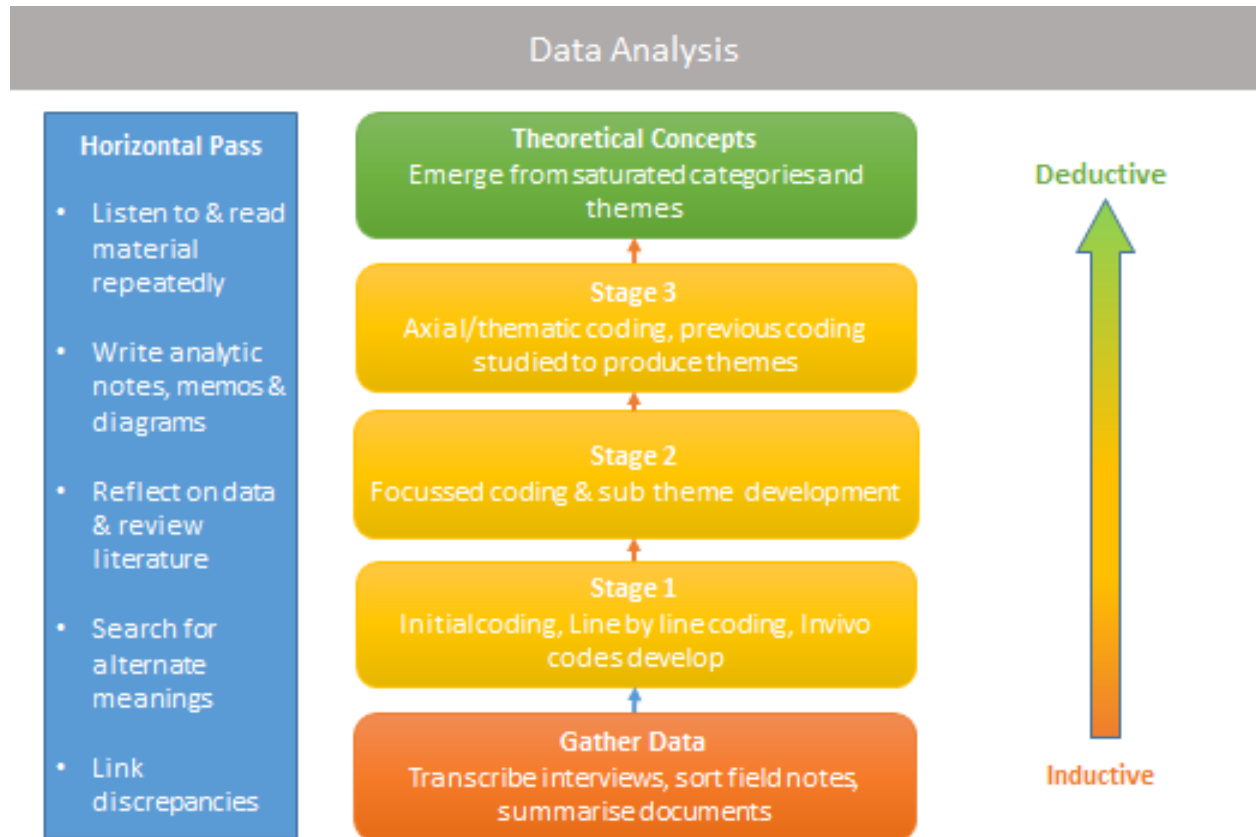 Data Analysis
Horizontal Pass
• Listen to & read
material
repeatedly
• Write analytic
notes, memos &
diagrams
• Reflect on data
& review
literature
• Search for
alternate
meanings
• Link
discrepancies
Theoretical Concepts
Emerge from saturated categories and
themes
Stage 3
Axial/thematic coding, previous coding
studied to produce themes
Stage 2
Focussed coding & sub theme development
Stage 1
Initial coding, Line by line coding, Invivo
codes develop
Gather Data
Transcribe interviews, sort field notes,
summarise documents
Deductive
Inductive